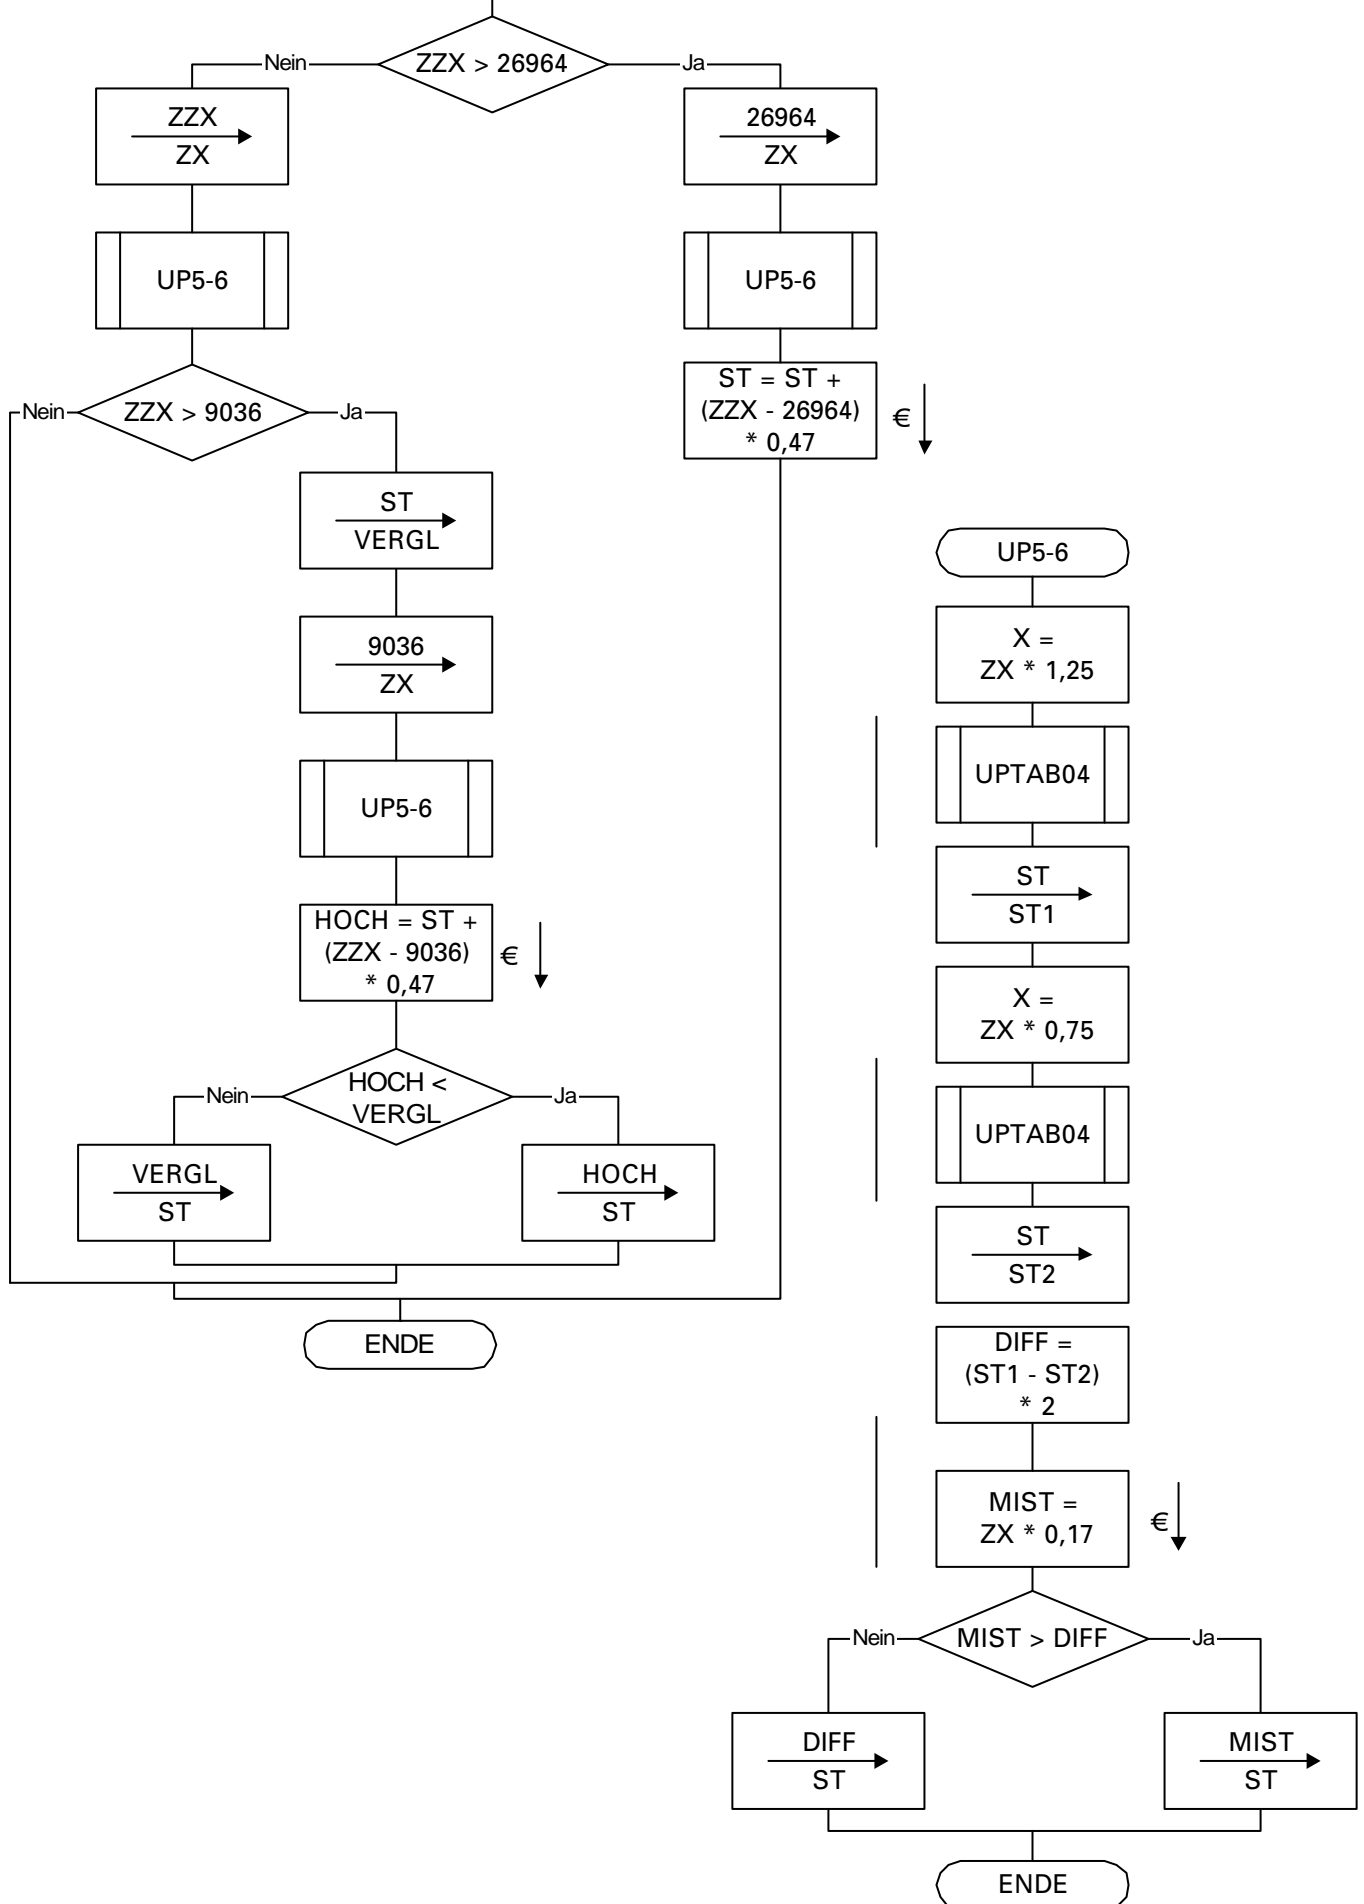 ZZX > 26964
Nein
Ja
ZZX
ZX
26964
ZX
UP5-6
UP5-6
ZZX > 9036
Nein
Ja
ST = ST +
(ZZX - 26964)
* 0,47
€
ST
VERGL
9036
ZX
UP5-6
HOCH = ST +
(ZZX - 9036)
* 0,47
€
HOCH <
VERGL
Nein
Ja
VERGL
ST
HOCH
ST
ENDE
UP5-6
X =
ZX * 1,25
UPTAB04
ST
ST1
X =
ZX * 0,75
UPTAB04
ST
ST2
DIFF =
(ST1 - ST2)
* 2
MIST =
ZX * 0,17
€
MIST > DIFF
Nein
Ja
DIFF
ST
MIST
ST
ENDE